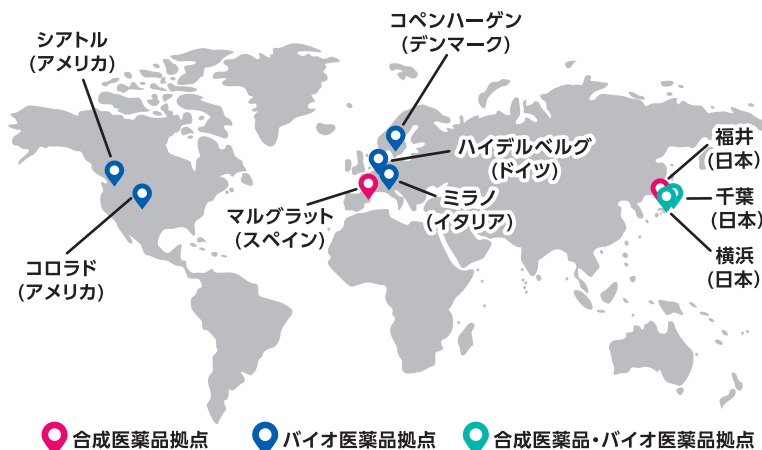 コペンハーゲン
(デンマーク)
シアトル
(アメリカ)
ハイデルベルグ
(ドイツ)
福井
(日本)
ミラノ
(イタリア)
千葉
(日本)
マルグラット
(スペイン)
横浜
(日本)
コロラド
(アメリカ)
合成医薬品拠点
バイオ医薬品拠点
合成医薬品・バイオ医薬品拠点